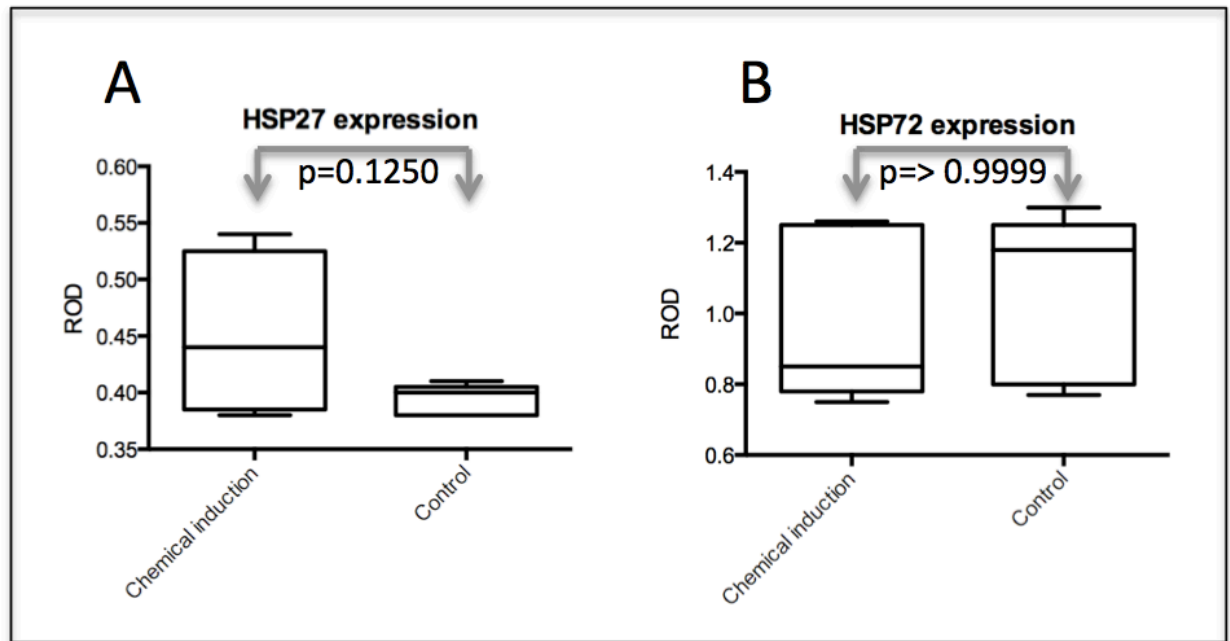 A
HSP27 expression
p=0.1250
0.60
0.55
0.50
0.45
0.40
0.35
ROD
Chemical induction
Control
B
HSP72 expression
p=> 0.9999
1.4
1.2
1.0
0.8
0.6
ROD
Chemical induction
Control